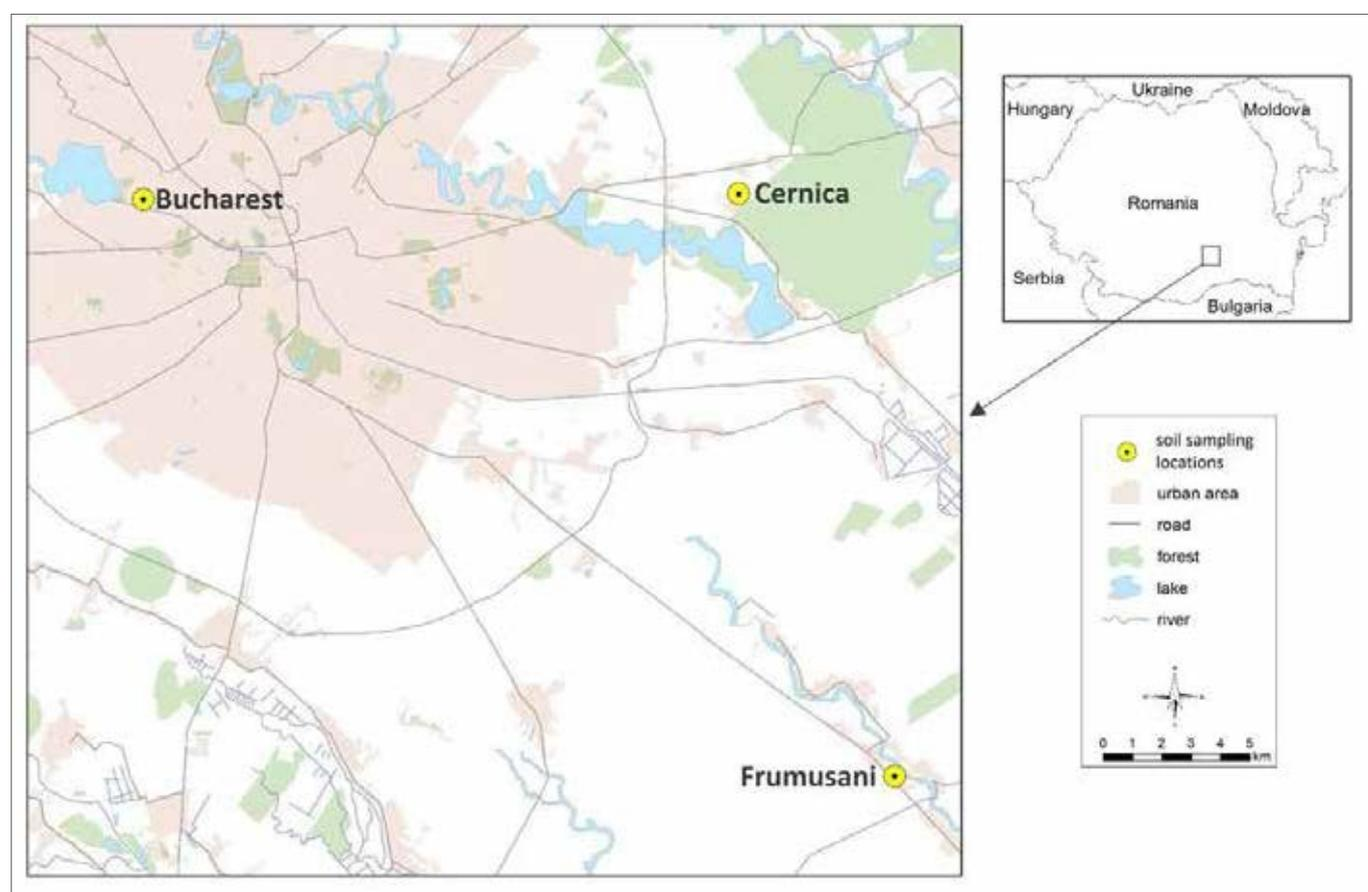 Bucharest
Cernica
Frumusani
Ukraine
Hungary
Moldova
Romania
Serbia
Bulgaria
soil sampling
locations
urban area
road
forest
lake
river
0 1 2 3 4 5
km